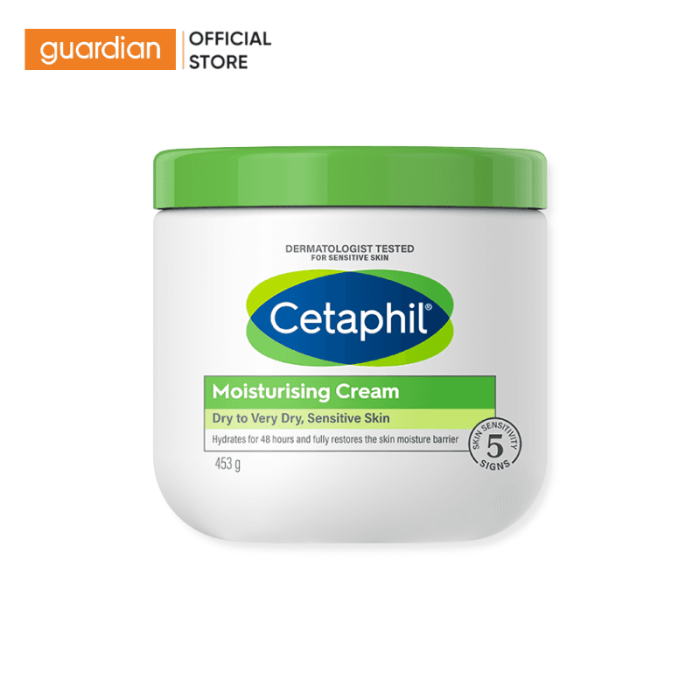 guardian
OFFICIAL
STORE
DERMATOLOGIST TESTED
FOR SENSITIVE SKIN
Cetaphil®
Moisturising Cream
Dry to Very Dry, Sensitive Skin
Hydrates for 48 hours and fully restores the skin moisture barrier
453 g
SKIN SENSITIVITY
5
SIGNS